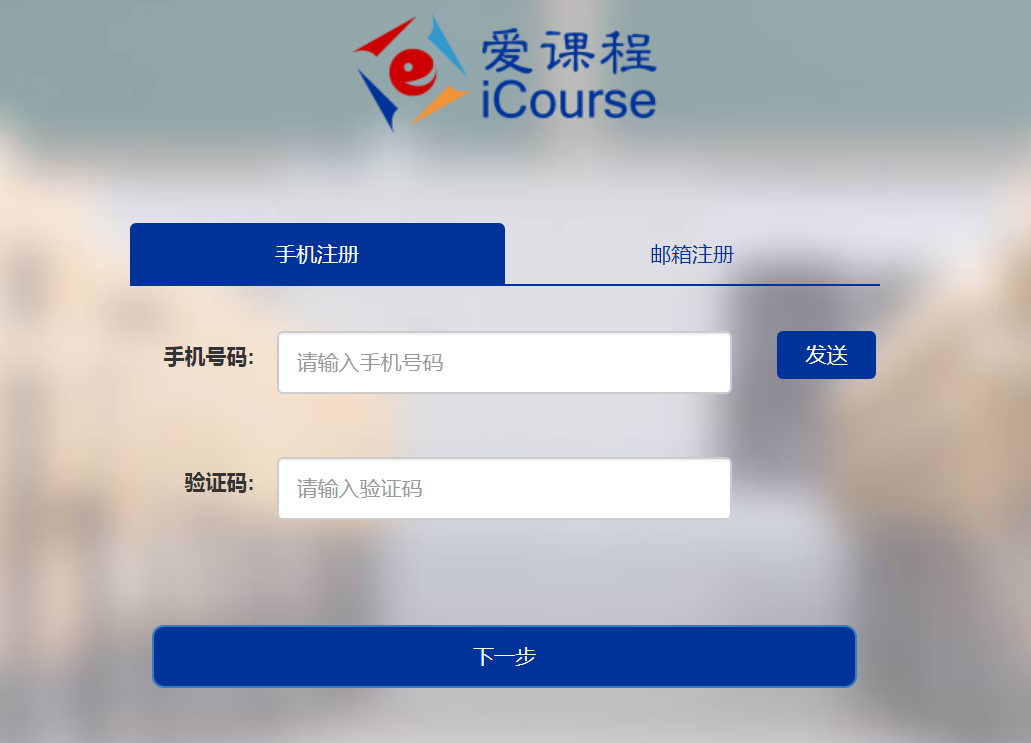 爱课程
iCourse
手机注册
邮箱注册
手机号码:
请输入手机号码
发送
验证码:
请输入验证码
下一步